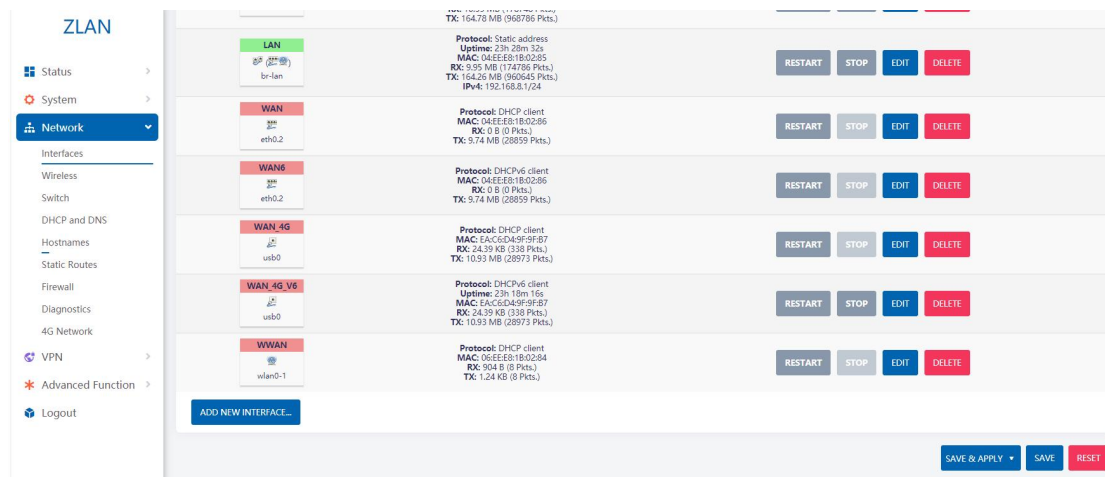 ZLAN
Status
System
Network
Interfaces
Wireless
Switch
DHCP and DNS
Hostnames
Static Routes
Firewall
Diagnostics
4G Network
VPN
Advanced Function
Logout
TX: 164.78 MB (968786 Pkts.)
LAN
br-lan
Protocol: Static address
Uptime: 23h 28m 32s
MAC: 04:EE:E8:1B:02:85
RX: 9.95 MB (174786 Pkts.)
TX: 164.26 MB (960645 Pkts.)
IPv4: 192.168.8.1/24
RESTART STOP EDIT DELETE
WAN
eth0.2
Protocol: DHCP client
MAC: 04:EE:E8:1B:02:86
RX: 0 B (0 Pkts.)
TX: 9.74 MB (28859 Pkts.)
RESTART STOP EDIT DELETE
WAN6
eth0.2
Protocol: DHCPv6 client
MAC: 04:EE:E8:1B:02:86
RX: 0 B (0 Pkts.)
TX: 9.74 MB (28859 Pkts.)
RESTART STOP EDIT DELETE
WAN_4G
usb0
Protocol: DHCP client
MAC: EA:C6:D4:9F:9F:B7
RX: 24.39 KB (338 Pkts.)
TX: 10.93 MB (28973 Pkts.)
RESTART STOP EDIT DELETE
WAN_4G_V6
usb0
Protocol: DHCPv6 client
Uptime: 23h 18m 16s
MAC: EA:C6:D4:9F:9F:B7
RX: 24.39 KB (338 Pkts.)
TX: 10.93 MB (28973 Pkts.)
RESTART STOP EDIT DELETE
WWAN
wlan0-1
Protocol: DHCP client
MAC: 06:EE:E8:1B:02:84
RX: 904 B (8 Pkts.)
TX: 1.24 KB (8 Pkts.)
RESTART STOP EDIT DELETE
ADD NEW INTERFACE...
SAVE & APPLY SAVE RESET